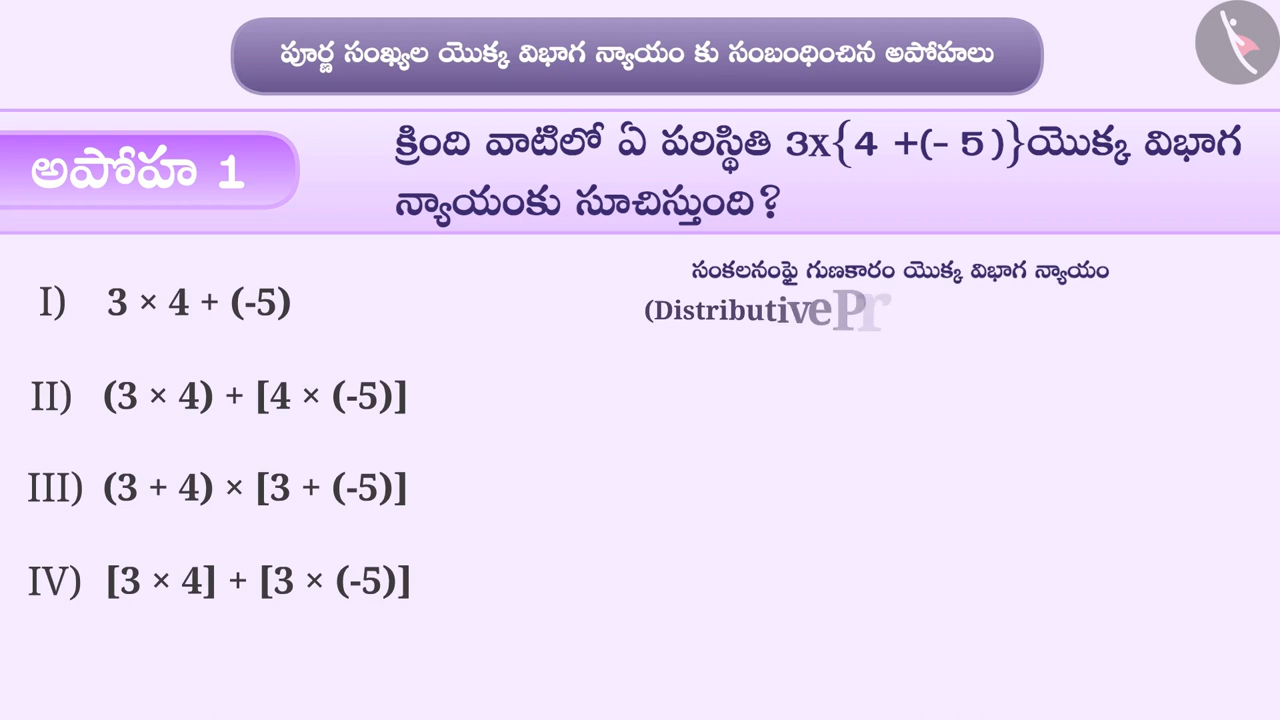 పూర్ణ సంఖ్యల యొక్క విభాగ న్యాయం కు సంబంధించిన అపోహలు
అపోహ 1
క్రింది వాటిలో ఏ పరిస్థితి 3x{4 +(- 5)}యొక్క విభాగ
న్యాయంకు సూచిస్తుంది?
సంకలనంపై గుణకారం యొక్క విభాగ న్యాయం
(Distributive Pr
I) 3 × 4 + (-5)
II) (3 × 4) + [4 × (-5)]
III) (3 + 4) × [3 + (-5)]
IV) [3 × 4] + [3 × (-5)]